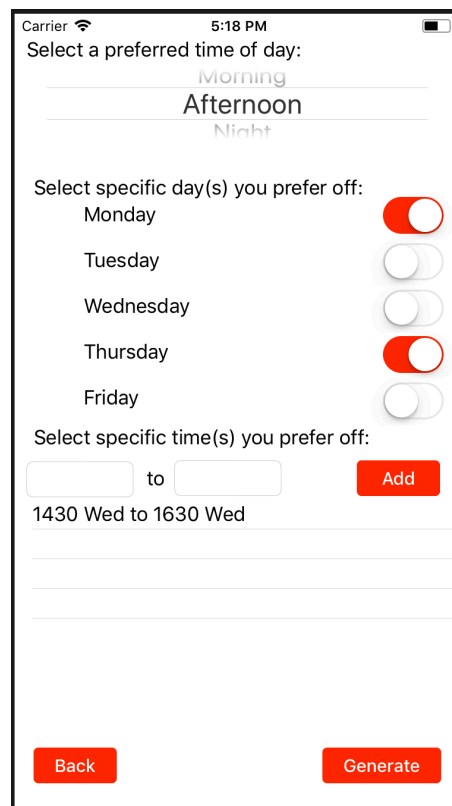 Carrier 5:18 PM
Select a preferred time of day:
Morning
Afternoon
Night
Select specific day(s) you prefer off:
Monday
Tuesday
Wednesday
Thursday
Friday
Select specific time(s) you prefer off:
to Add
1430 Wed to 1630 Wed
Back Generate